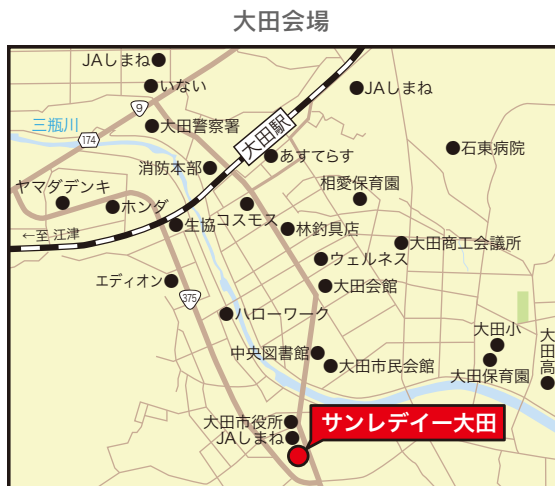 大田会場
JAしまね
いない
9
JAしまね
三瓶川
大田警察署
174
大田駅
石東病院
消防本部
あすてらす
ヤマダデンキ
相愛保育園
ホンダ
コスモス
生協
林釣具店
←至 江津
大田商工会議所
ウェルネス
エディオン
大田会館
375
ハローワーク
大田小
中央図書館
大田市民会館
大田保育園
大田高
大田市役所
サンレデイー大田
JAしまね